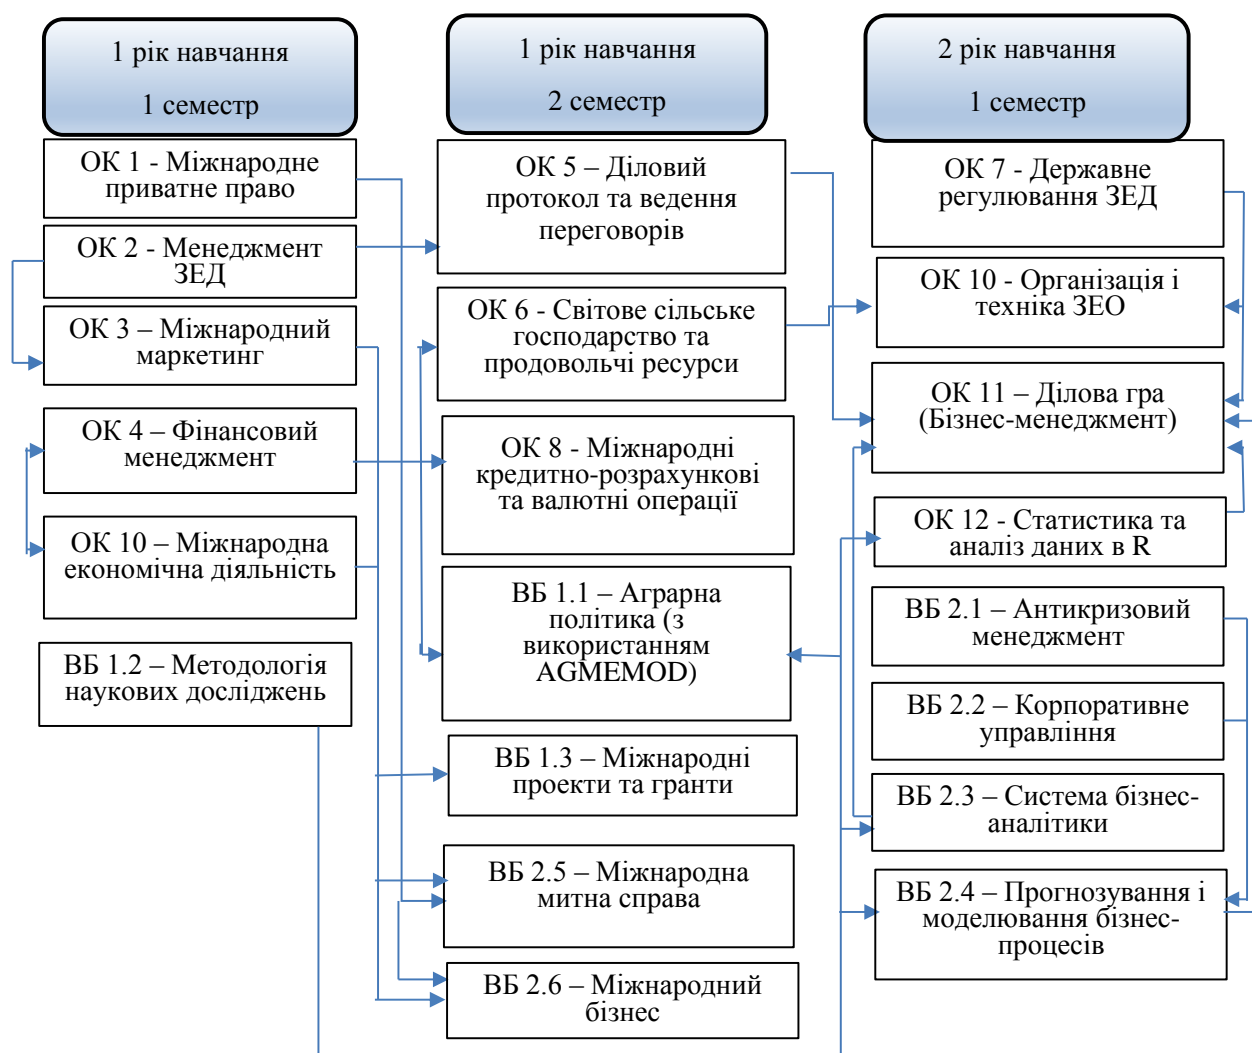 1 рік навчання
1 семестр
ОК 1 - Міжнародне
приватне право
ОК 2 - Менеджмент
ЗЕД
ОК 3 – Міжнародний
маркетинг
ОК 4 – Фінансовий
менеджмент
ОК 10 – Міжнародна
економічна діяльність
ВБ 1.2 – Методологія
наукових досліджень
1 рік навчання
2 семестр
ОК 5 – Діловий
протокол та ведення
переговорів
ОК 6 - Світове сільське
господарство та
продовольчі ресурси
ОК 8 - Міжнародні
кредитно-розрахункові
та валютні операції
ВБ 1.1 – Аграрна
політика (з
використанням
AGMEMOD)
ВБ 1.3 – Міжнародні
проекти та гранти
ВБ 2.5 – Міжнародна
митна справа
ВБ 2.6 – Міжнародний
бізнес
2 рік навчання
1 семестр
ОК 7 - Державне
регулювання ЗЕД
ОК 10 - Організація і
техніка ЗЕО
ОК 11 – Ділова гра
(Бізнес-менеджмент)
ОК 12 - Статистика та
аналіз даних в R
ВБ 2.1 – Антикризовий
менеджмент
ВБ 2.2 – Корпоративне
управління
ВБ 2.3 – Система бізнес-
аналітики
ВБ 2.4 – Прогнозування і
моделювання бізнес-
процесів